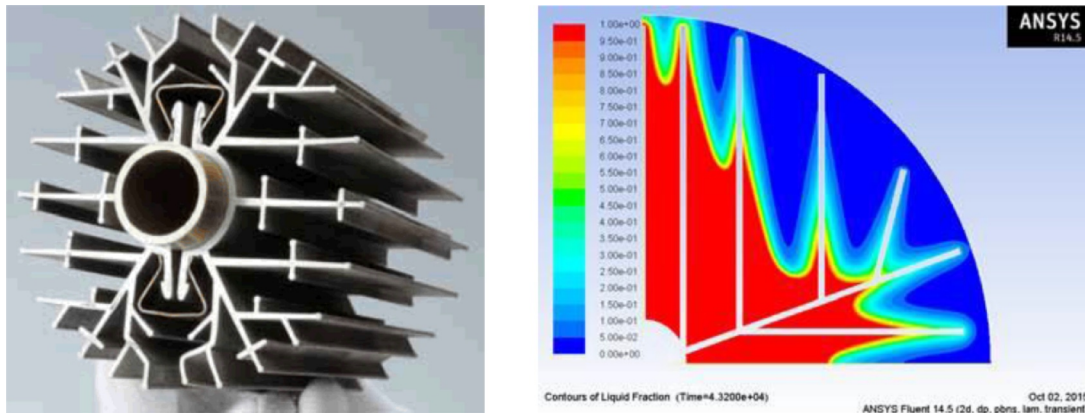 ANSYS
R14.5
1.00e+00
9.50e-01
9.00e-01
8.50e-01
8.00e-01
7.50e-01
7.00e-01
6.50e-01
6.00e-01
5.50e-01
5.00e-01
4.50e-01
4.00e-01
3.50e-01
3.00e-01
2.50e-01
2.00e-01
1.50e-01
1.00e-01
5.00e-02
0.00e+00
Contours of Liquid Fraction (Time=4.3200e+04)
Oct 02, 201
ANSYS Fluent 14.5 (2d, dp, pbns, lam, transien